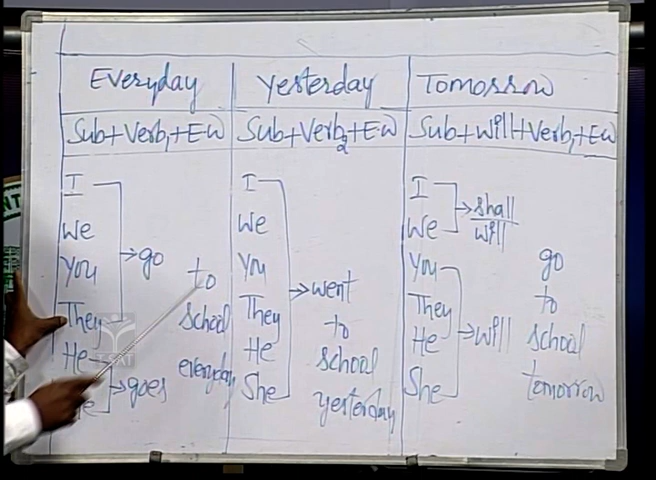 Everyday
Sub+Verb1+EW
I
We
You
They
→go
He
→goes
to
school
everyday
Yesterday
Sub+Verb2+EW
I
We
You
They
He
She
→went
to
school
yesterday
Tomorrow
Sub+will+Verb1+EW
I
We
→shall
will
You
They
He
She
→will
go
to
school
tomorrow
T-SAT